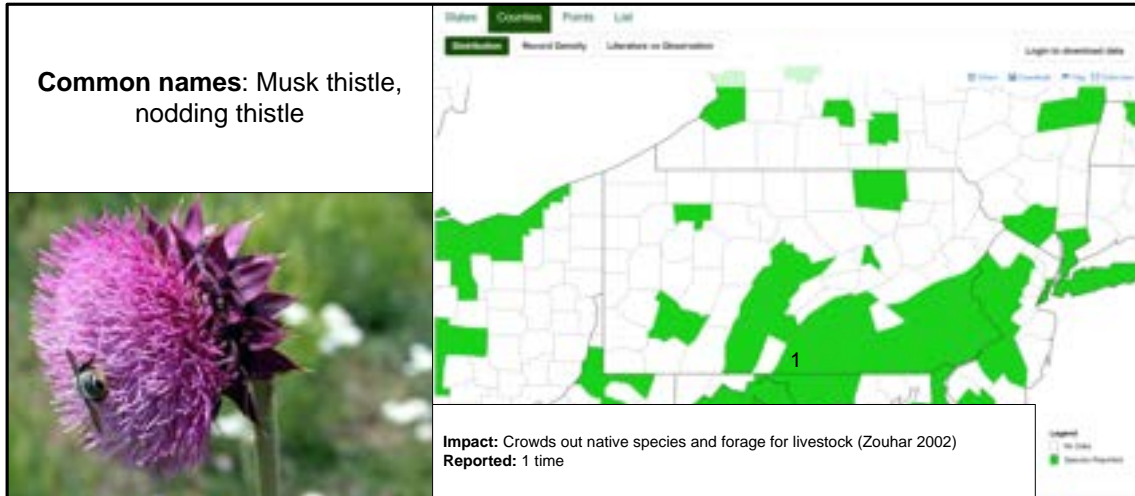 Common names: Musk thistle,
nodding thistle
States Counties Points List
Distribution Record Density Literature vs Observation
Login to download data
1
Impact: Crowds out native species and forage for livestock (Zouhar 2002)
Reported: 1 time
Legend
No Data
Species Reported